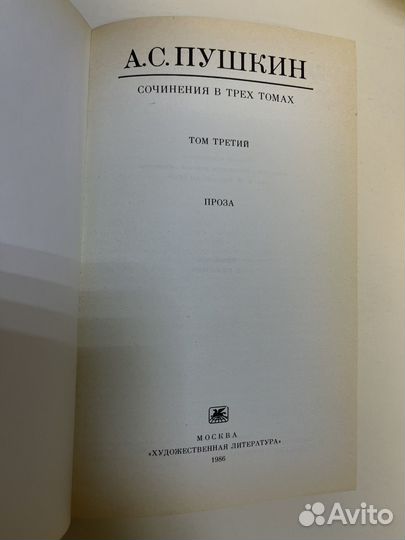 А.С.ПУШКИН
СОЧИНЕНИЯ В ТРЕХ ТОМАХ
ТОМ ТРЕТИЙ
ПРОЗА
МОСКВА
«ХУДОЖЕСТВЕННАЯ ЛИТЕРАТУРА»
1986
Avito